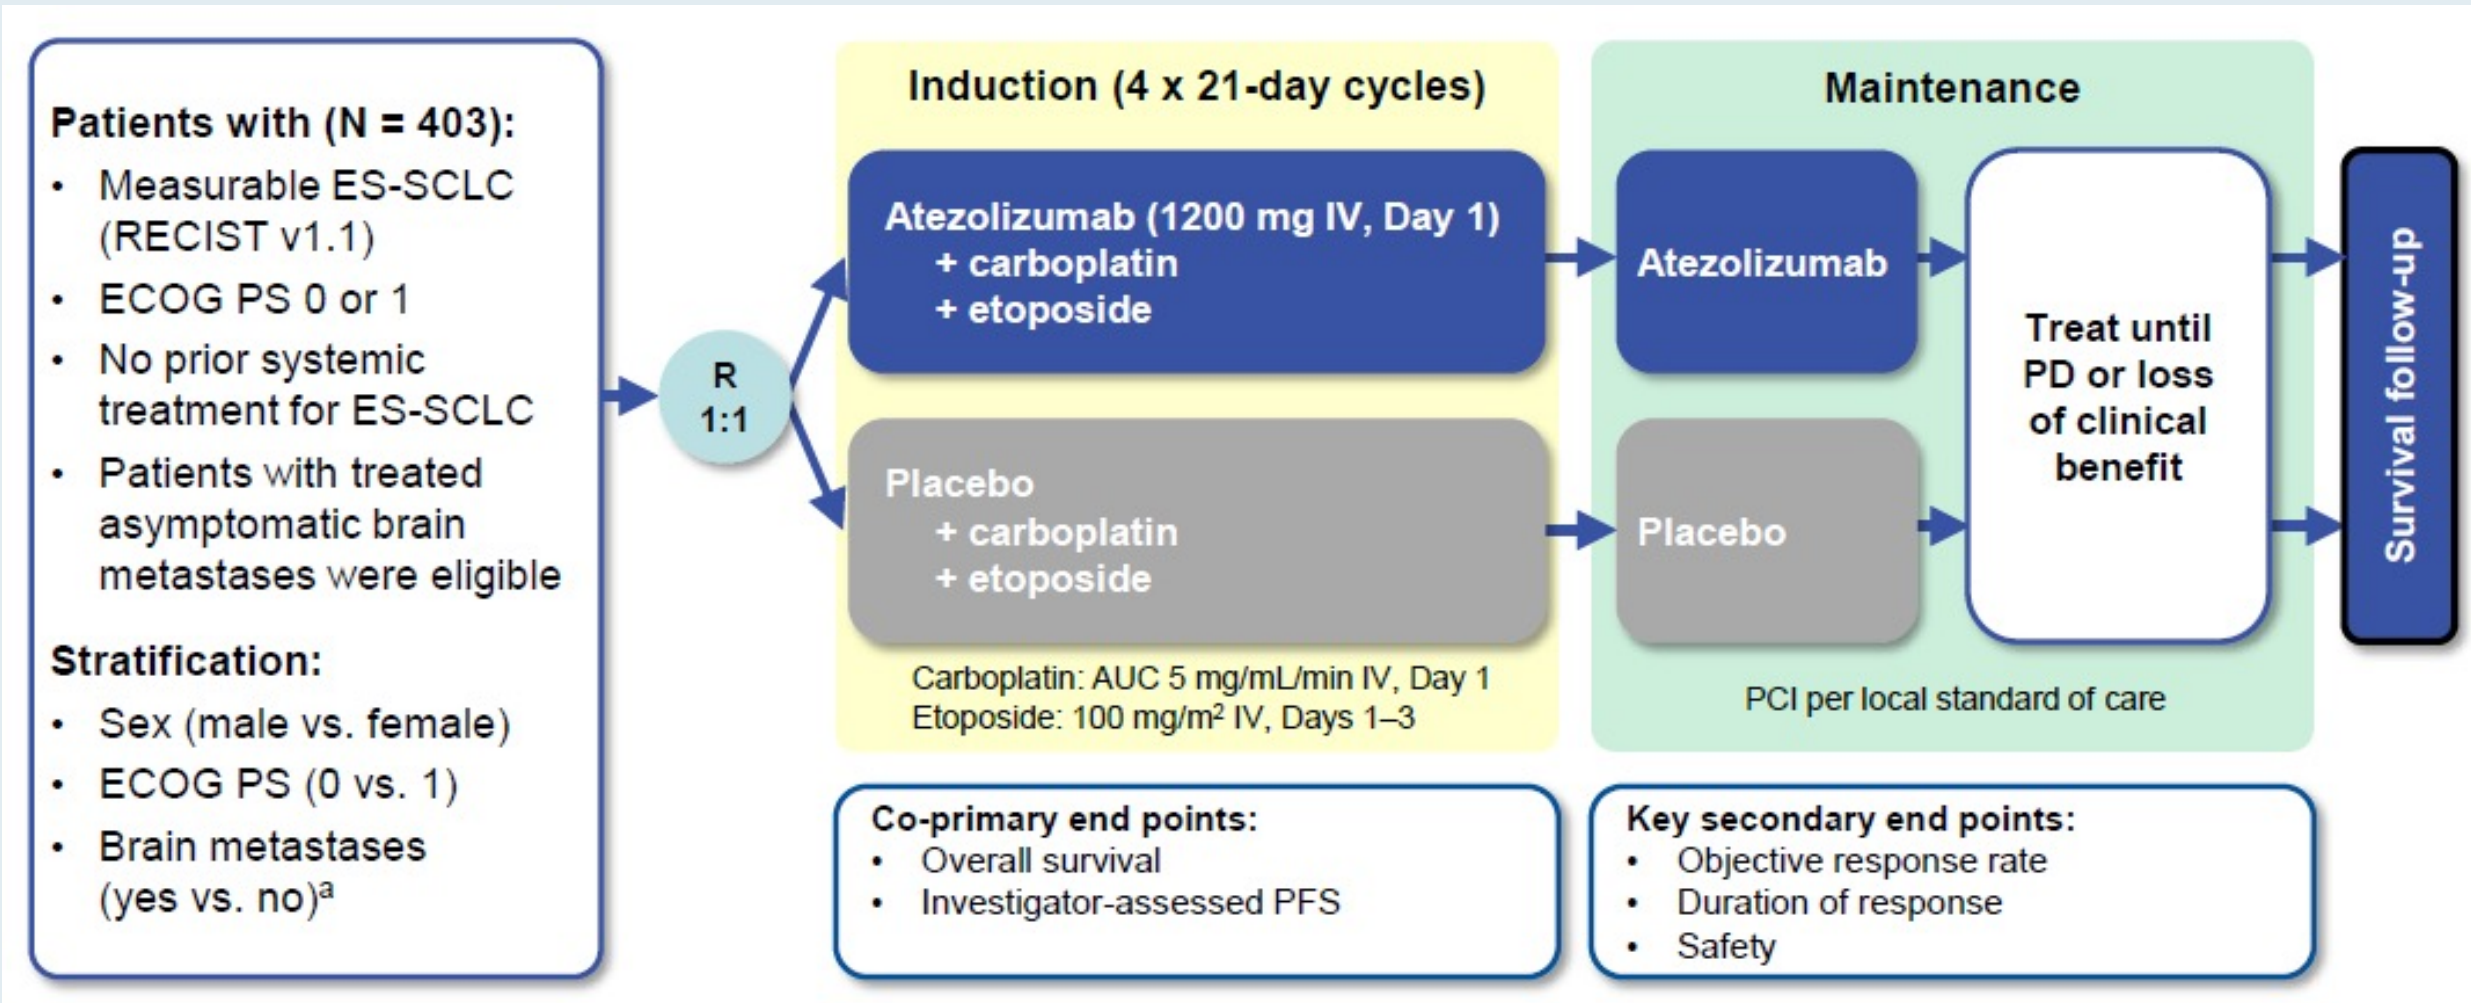 Patients with (N = 403):
• Measurable ES-SCLC
(RECIST v1.1)
• ECOG PS 0 or 1
• No prior systemic
treatment for ES-SCLC
• Patients with treated
asymptomatic brain
metastases were eligible
Stratification:
• Sex (male vs. female)
• ECOG PS (0 vs. 1)
• Brain metastases
(yes vs. no)ᵃ
R
1:1
Induction (4 x 21-day cycles)
Atezolizumab (1200 mg IV, Day 1)
+ carboplatin
+ etoposide
Placebo
+ carboplatin
+ etoposide
Carboplatin: AUC 5 mg/mL/min IV, Day 1
Etoposide: 100 mg/m² IV, Days 1–3
Maintenance
Atezolizumab
Placebo
Treat until
PD or loss
of clinical
benefit
PCI per local standard of care
Survival follow-up
Co-primary end points:
• Overall survival
• Investigator-assessed PFS
Key secondary end points:
• Objective response rate
• Duration of response
• Safety